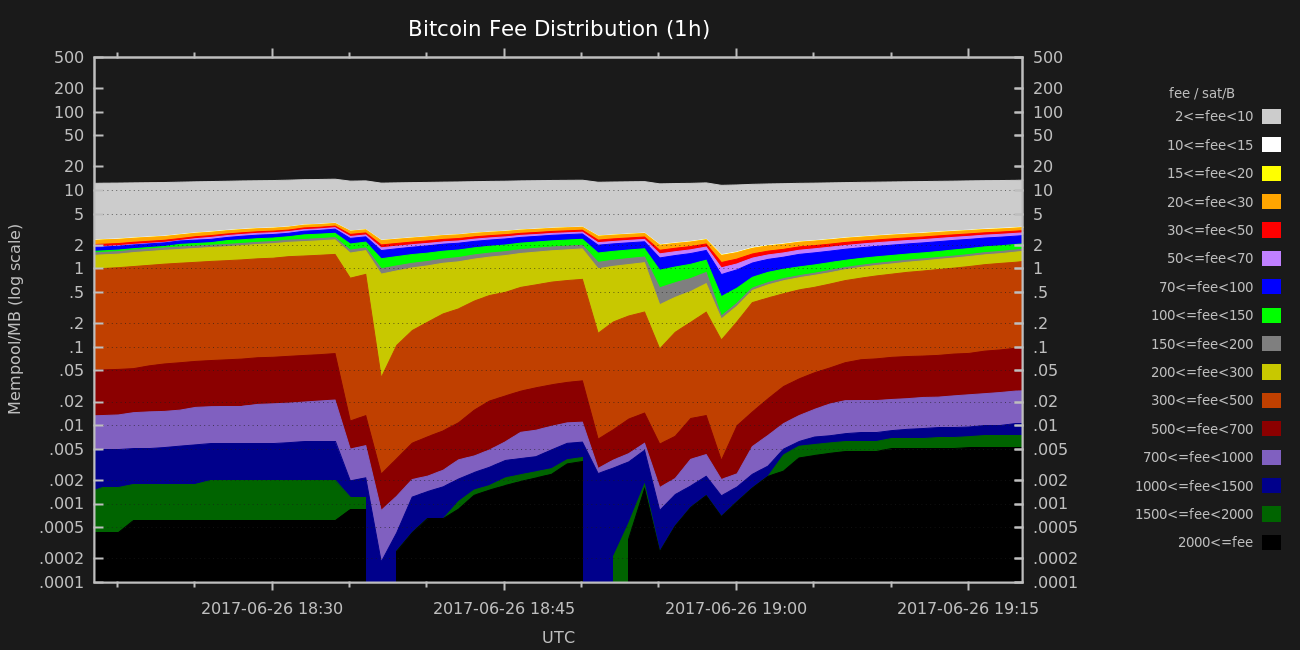 Bitcoin Fee Distribution (1h)
500
200
100
50
20
10
5
2
1
.5
.2
.1
.05
.02
.01
.005
.002
.001
.0005
.0002
.0001
Mempool/MB (log scale)
500
200
100
50
20
10
5
2
1
.5
.2
.1
.05
.02
.01
.005
.002
.001
.0005
.0002
.0001
2017-06-26 18:30
2017-06-26 18:45
2017-06-26 19:00
2017-06-26 19:15
UTC
fee / sat/B
2<=fee<10
10<=fee<15
15<=fee<20
20<=fee<30
30<=fee<50
50<=fee<70
70<=fee<100
100<=fee<150
150<=fee<200
200<=fee<300
300<=fee<500
500<=fee<700
700<=fee<1000
1000<=fee<1500
1500<=fee<2000
2000<=fee